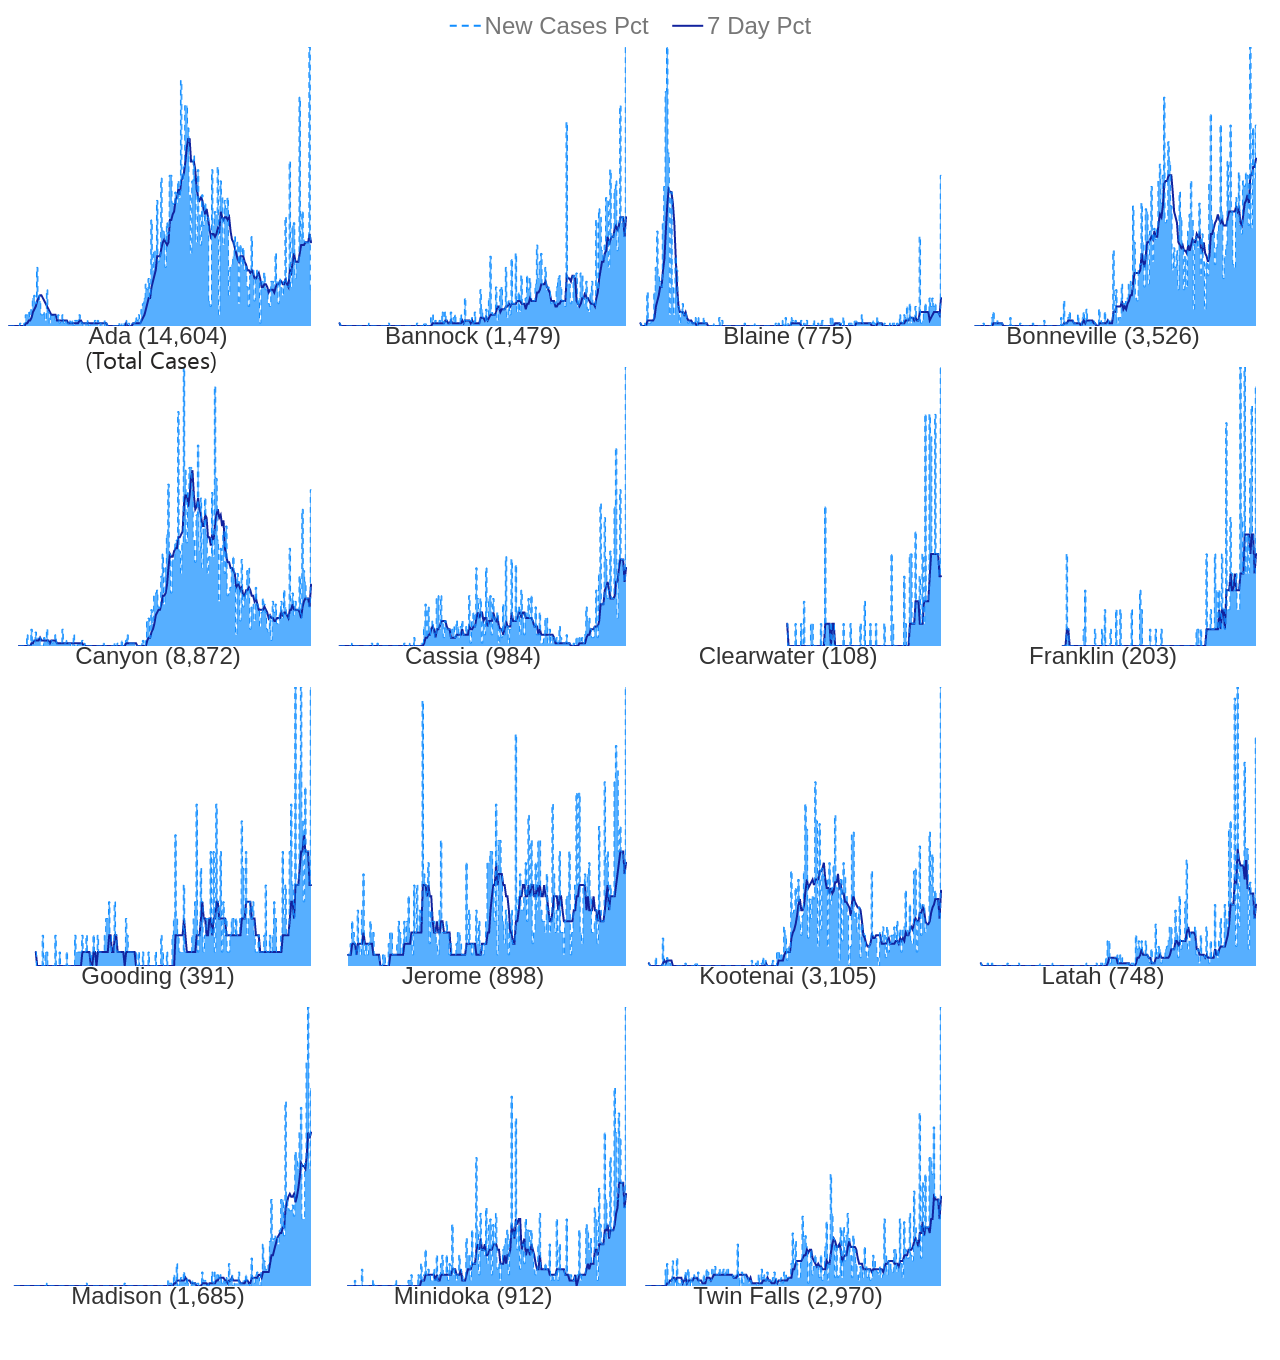 New Cases Pct 7 Day Pct
Ada (14,604) Bannock (1,479) Blaine (775) Bonneville (3,526)
(Total Cases)
Canyon (8,872) Cassia (984) Clearwater (108) Franklin (203)
Gooding (391) Jerome (898) Kootenai (3,105) Latah (748)
Madison (1,685) Minidoka (912) Twin Falls (2,970)